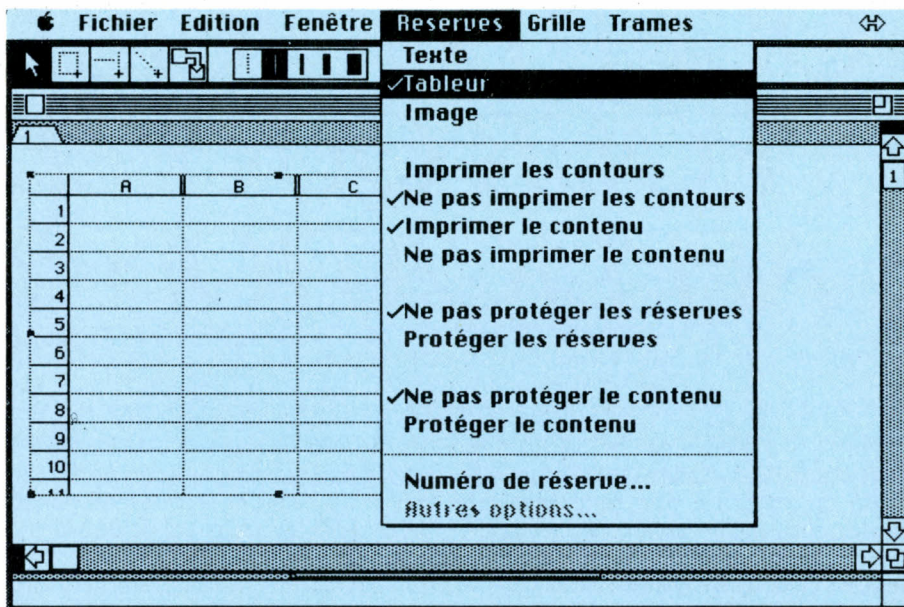 Fichier Edition Fenêtre Reserves Grille Trames
Texte
✓Tableur
Image
1
Imprimer les contours
✓Ne pas imprimer les contours
✓Imprimer le contenu
Ne pas imprimer le contenu
✓Ne pas protéger les réserves
Protéger les réserves
✓Ne pas protéger le contenu
Protéger le contenu
Numéro de réserve...
Autres options...
A B C
1
2
3
4
5
6
7
8
9
10
11
1